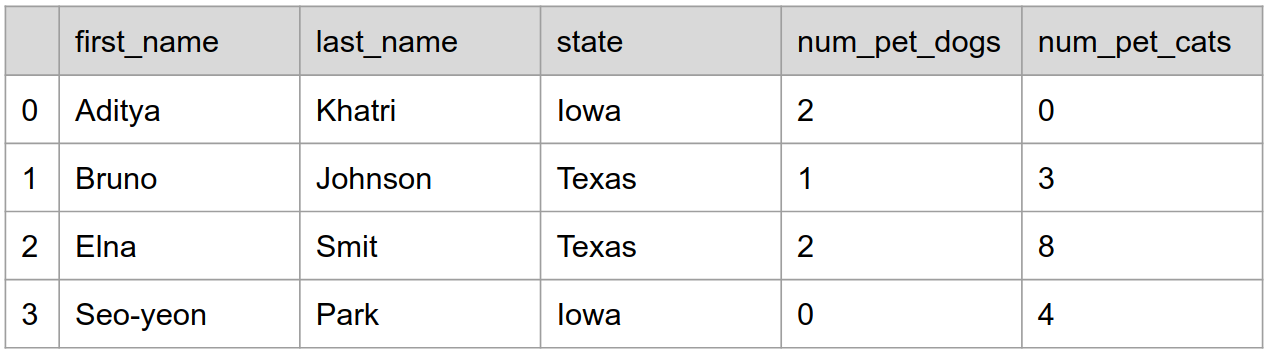 first_name last_name state num_pet_dogs num_pet_cats
0 Aditya Khatri Iowa 2 0
1 Bruno Johnson Texas 1 3
2 Elna Smit Texas 2 8
3 Seo-yeon Park Iowa 0 4